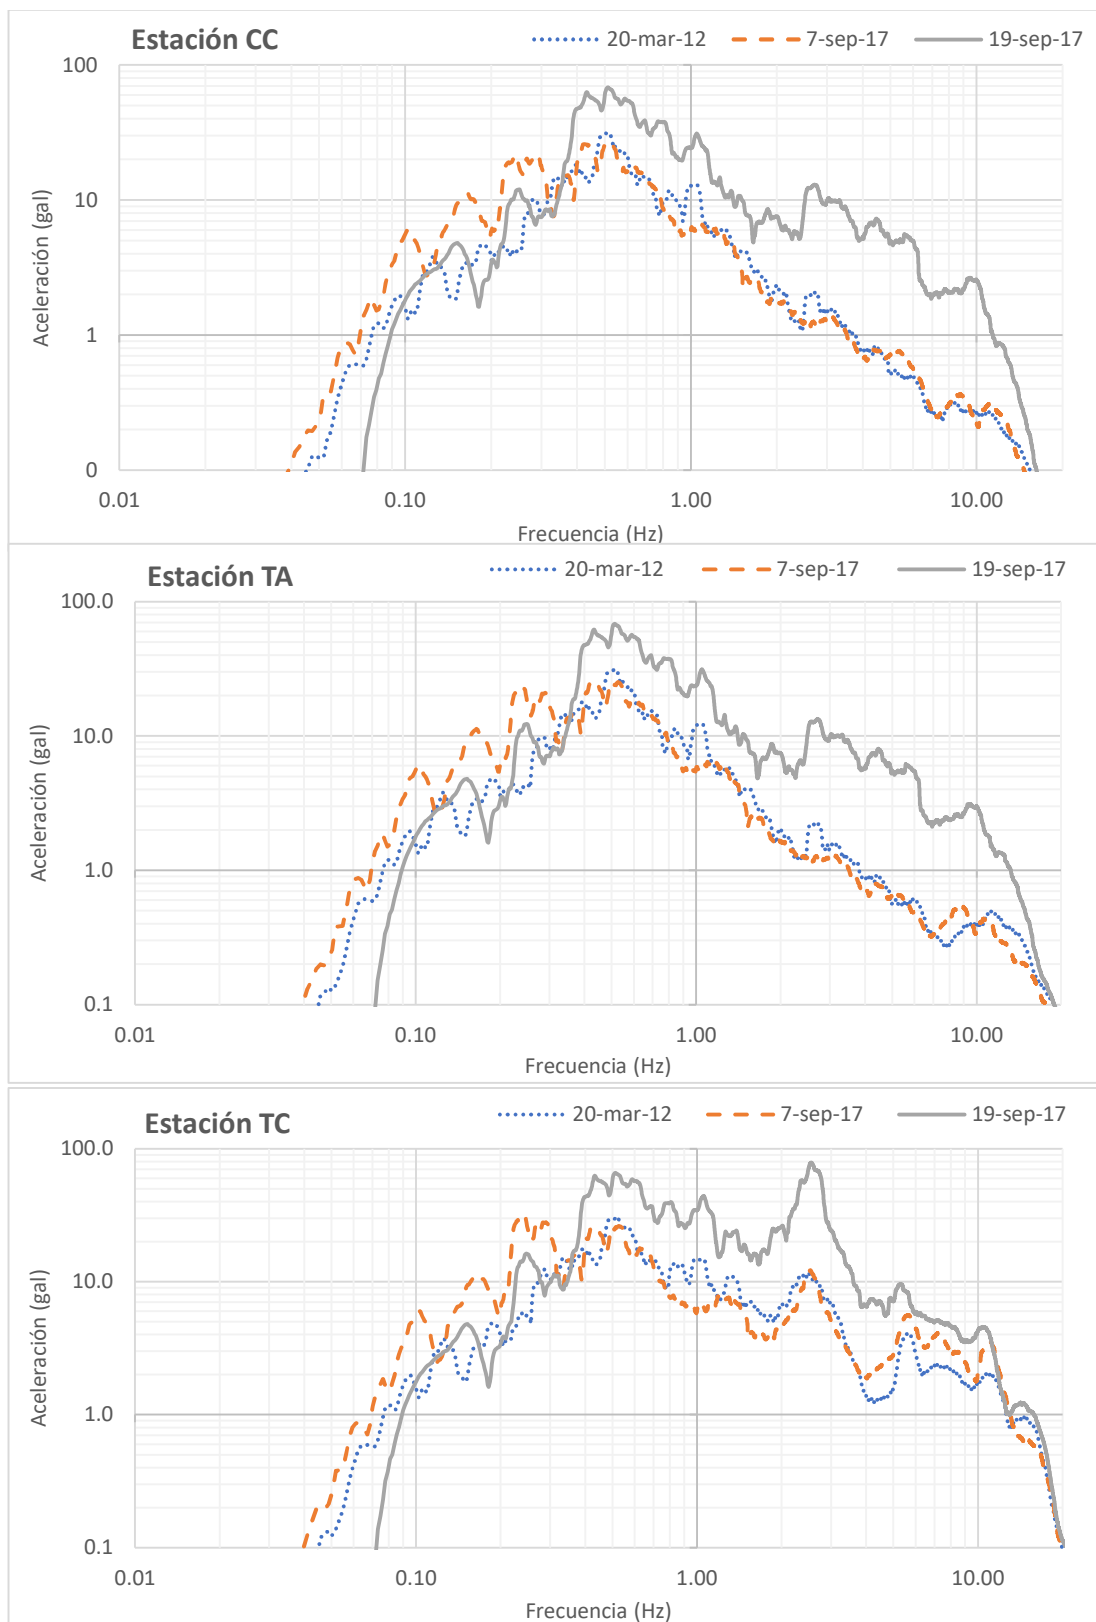 Estación CC
20-mar-12 7-sep-17 19-sep-17
100
10
1
0
Aceleración (gal)
0.01 0.10 1.00 10.00
Frecuencia (Hz)
Estación TA
20-mar-12 7-sep-17 19-sep-17
100.0
10.0
1.0
0.1
Aceleración (gal)
0.01 0.10 1.00 10.00
Frecuencia (Hz)
Estación TC
20-mar-12 7-sep-17 19-sep-17
100.0
10.0
1.0
0.1
Aceleración (gal)
0.01 0.10 1.00 10.00
Frecuencia (Hz)